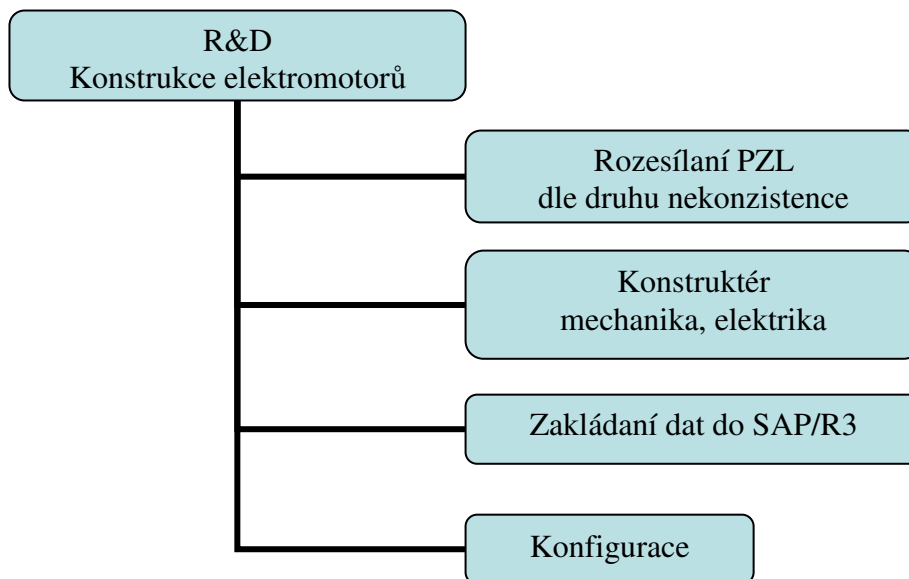 R&D
Konstrukce elektromotorů
Rozesílaní PZL
dle druhu nekonzistence
Konstruktér
mechanika, elektrika
Zakládaní dat do SAP/R3
Konfigurace